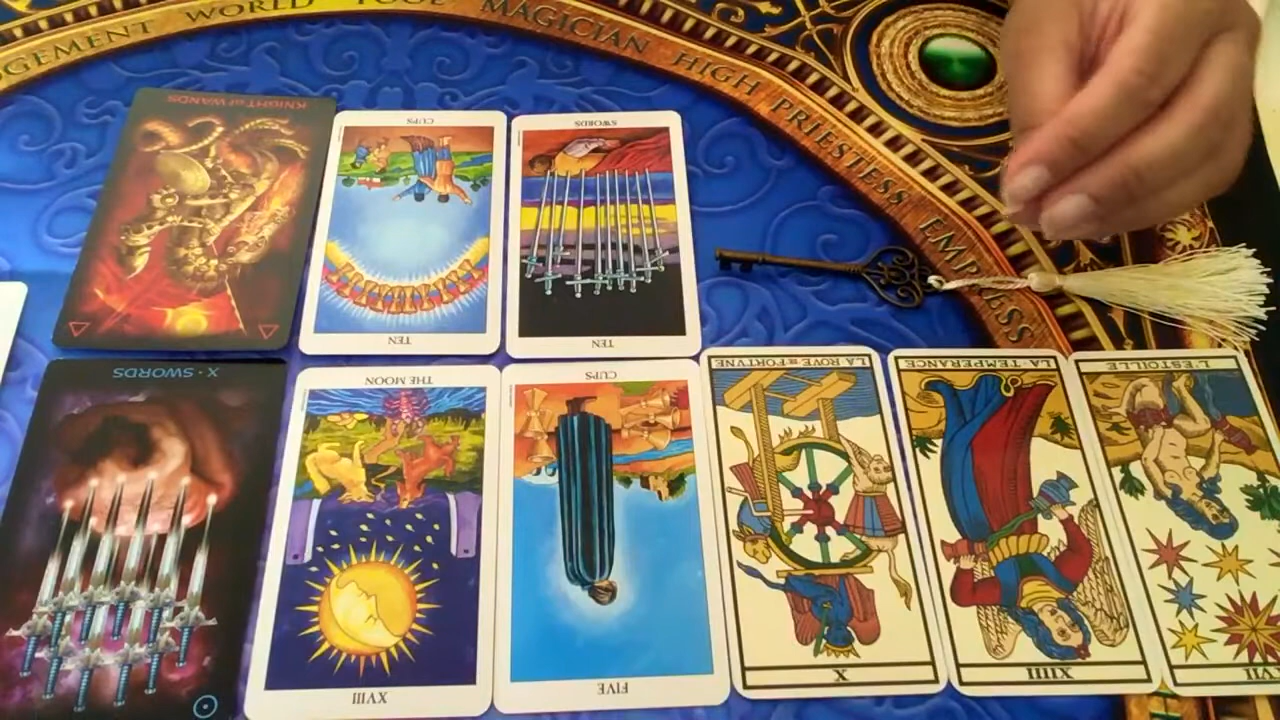 JUDGEMENT WORLD FOOL MAGICIAN HIGH PRIESTESS EMPRESS
KNIGHT of WANDS
CUPS
TEN
SWORDS
TEN
X · SWORDS
THE MOON
XVIII
CUPS
FIVE
LA·ROVE·DE·FORTVNE
X
LA·TEMPERANCE
XIIII
L'ESTOILLE